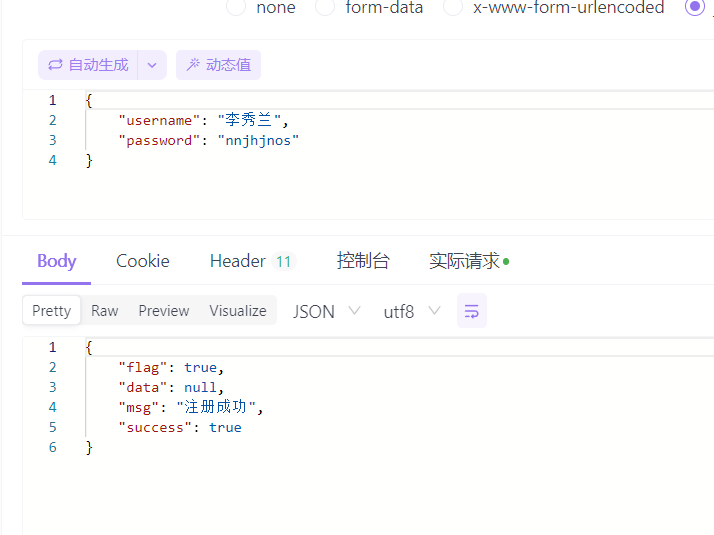 none form-data x-www-form-urlencoded
自动生成 动态值
1 {
2 "username": "李秀兰",
3 "password": "nnjhjnos"
4 }
Body Cookie Header 11 控制台 实际请求
Pretty Raw Preview Visualize JSON utf8
1 {
2 "flag": true,
3 "data": null,
4 "msg": "注册成功",
5 "success": true
6 }